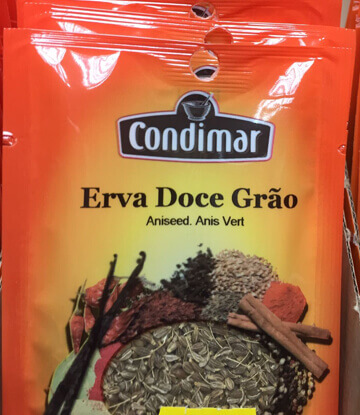 Condimar
Erva Doce Grão
Aniseed. Anis Vert